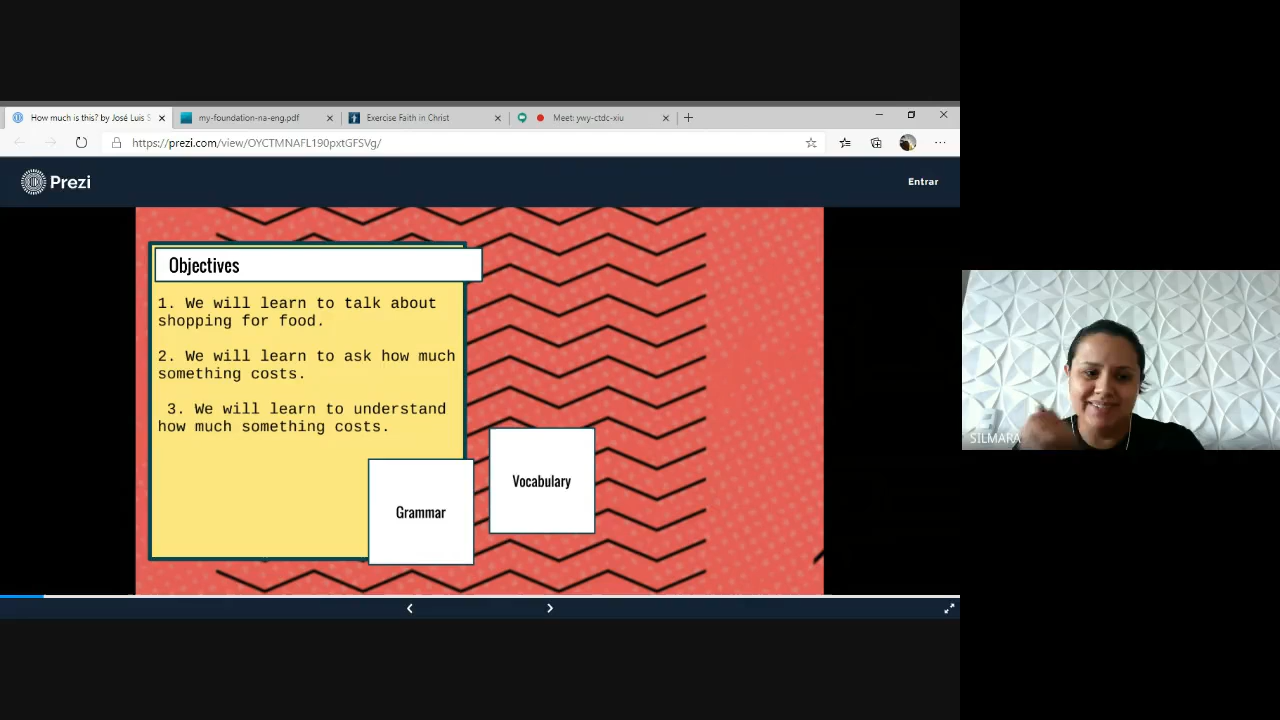 How much is this? by José Luis S
my-foundation-na-eng.pdf
Exercise Faith in Christ
Meet: ywy-ctdc-xiu
https://prezi.com/view/OYCTMNAFL190pxtGFSVg/
Prezi
Entrar
Objectives
1. We will learn to talk about
shopping for food.
2. We will learn to ask how much
something costs.
3. We will learn to understand
how much something costs.
Grammar
Vocabulary
SILMARA